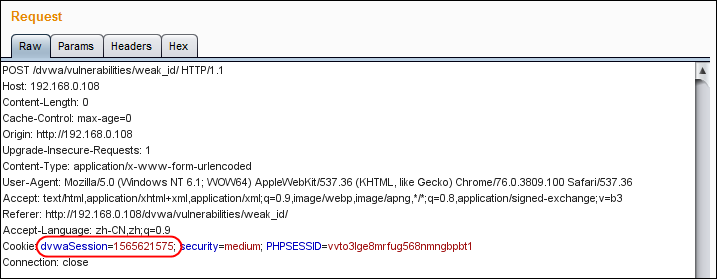 Request
Raw Params Headers Hex
POST /dvwa/vulnerabilities/weak_id/ HTTP/1.1
Host: 192.168.0.108
Content-Length: 0
Cache-Control: max-age=0
Origin: http://192.168.0.108
Upgrade-Insecure-Requests: 1
Content-Type: application/x-www-form-urlencoded
User-Agent: Mozilla/5.0 (Windows NT 6.1; WOW64) AppleWebKit/537.36 (KHTML, like Gecko) Chrome/76.0.3809.100 Safari/537.36
Accept: text/html,application/xhtml+xml,application/xml;q=0.9,image/webp,image/apng,*/*;q=0.8,application/signed-exchange;v=b3
Referer: http://192.168.0.108/dvwa/vulnerabilities/weak_id/
Accept-Language: zh-CN,zh;q=0.9
Cookie: dvwaSession=1565621575; security=medium; PHPSESSID=vvto3lge8mrfug568nmngbpbt1
Connection: close